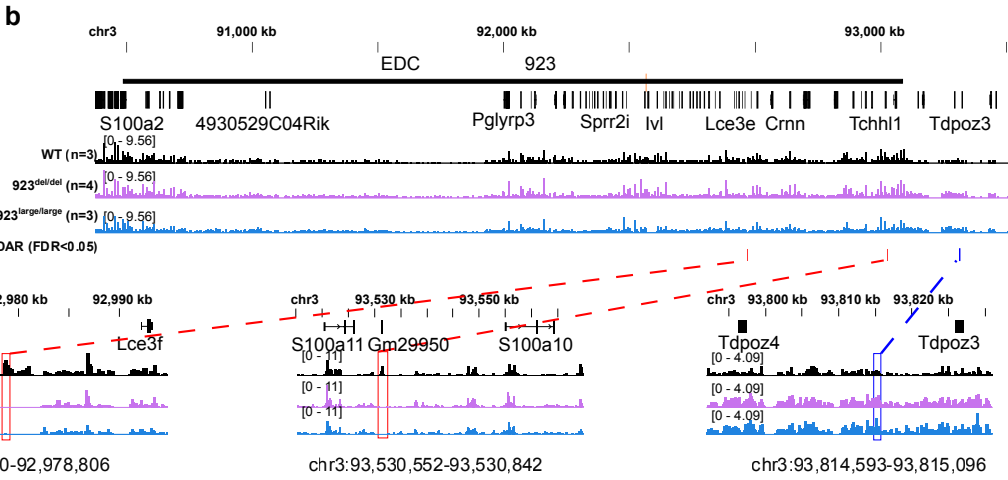 b
chr3 91,000 kb 92,000 kb 93,000 kb
EDC 923
S100a2 4930529C04Rik Pglyrp3 Sprr2i Ivl Lce3e Crnn Tchhl1 Tdpoz3
[0 - 9.56]
WT (n=3)
[0 - 9.56]
923del/del (n=4)
[0 - 9.56]
923large/large (n=3)
DAR (FDR<0.05)
2,980 kb 92,990 kb chr3 93,530 kb 93,550 kb chr3 93,800 kb 93,810 kb 93,820 kb
Lce3f S100a11 Gm29950 S100a10 Tdpoz4 Tdpoz3
[0 - 11] [0 - 4.09]
[0 - 11] [0 - 4.09]
[0 - 11] [0 - 4.09]
0-92,978,806 chr3:93,530,552-93,530,842 chr3:93,814,593-93,815,096